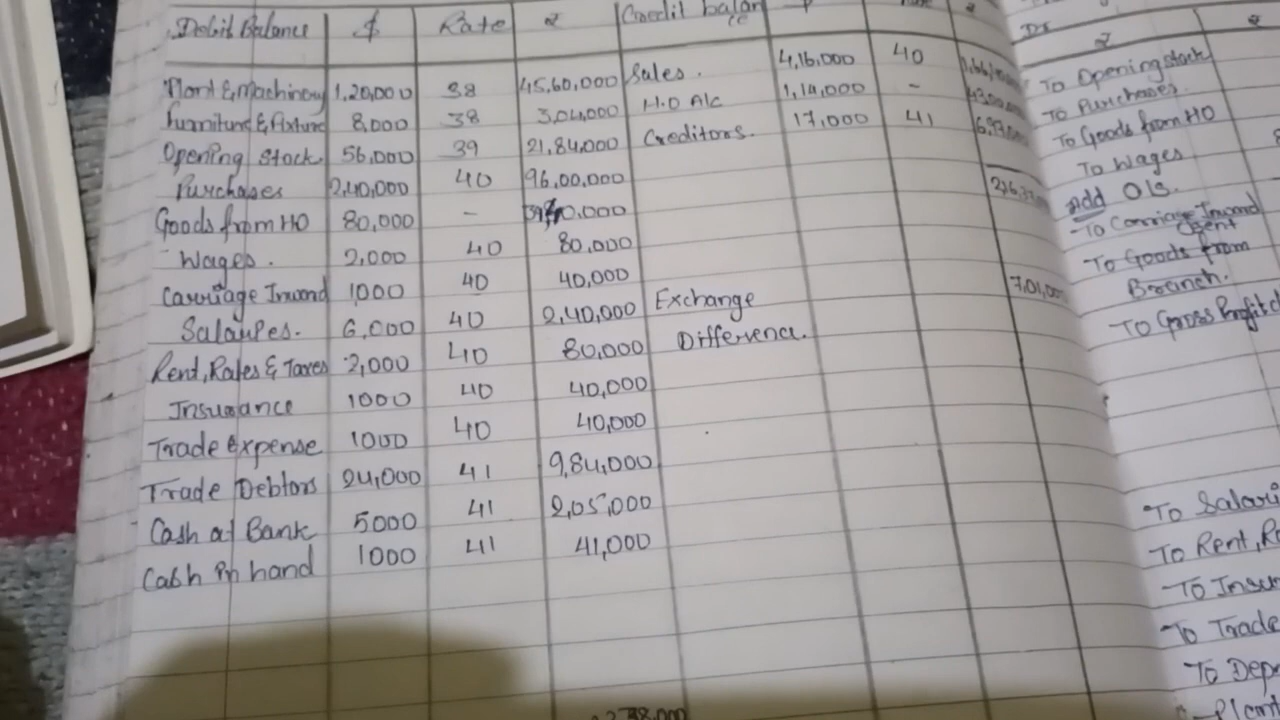 Debit Balance $ Rate ₹ Credit balance
Plant & Machinery 1,20,000 38 45,60,000 Sales. 4,16,000 40
Furniture & Fixture 8,000 38 3,04,000 H.O A/c 1,14,000 -
Opening Stock 56,000 39 21,84,000 Creditors. 17,000 41
Purchases 2,40,000 40 96,00,000
Goods from HO 80,000 -
Wages. 2,000 40 80,000
Carriage Inward 1000 40 40,000
Salaries. 6,000 40 2,40,000 Exchange Difference. 7,01,000
Rent, Rates & Taxes 2,000 40 80,000
Insurance 1000 40 40,000
Trade Expense 1000 40 40,000
Trade Debtors 24,000 41 9,84,000
Cash at Bank 5000 41 2,05,000
Cash in hand 1000 41 41,000
₹
To Opening stock
To Purchases.
To Goods from HO
To Wages
add O/s.
To Carriage Inward
To Goods from
Branch.
To Gross Profit
To Salari
To Rent, R
To Insu
To Trade
To Dep
Plant